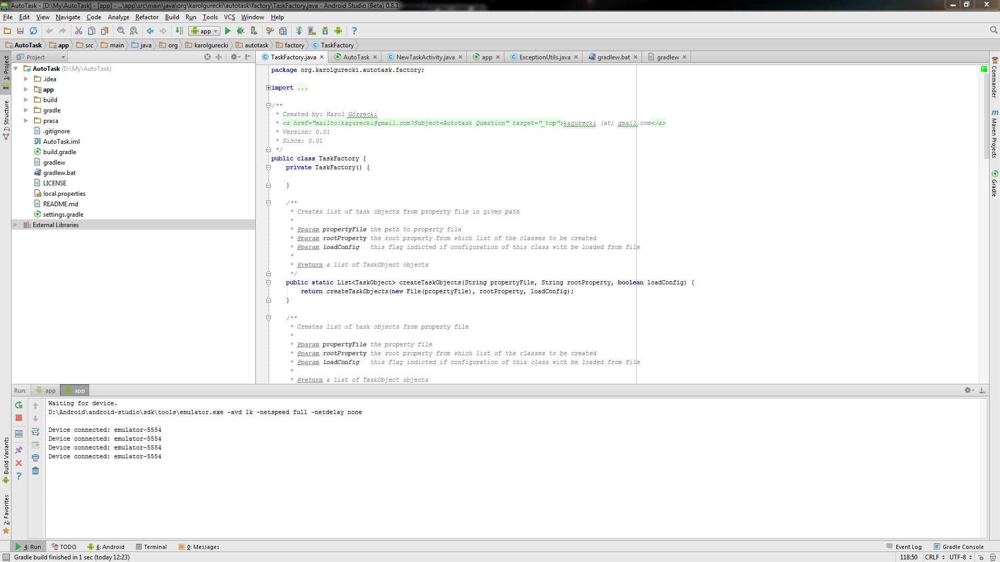 AutoTask - [D:\My\AutoTask] - [app] - ...\app\src\main\java\org\karolgurecki\autotask\factory\TaskFactory.java - Android Studio (Beta) 0.8.1
File Edit View Navigate Code Analyze Refactor Build Run Tools VCS Window Help
app
AutoTask app src main java org karolgurecki autotask factory TaskFactory
Project
TaskFactory.java AutoTask NewTaskActivity.java app ExceptionUtils.java gradlew.bat gradlew
1: Project
7: Structure
Build Variants
2: Favorites
AutoTask (D:\My\AutoTask)
.idea
app
build
gradle
praca
.gitignore
AutoTask.iml
build.gradle
gradlew
gradlew.bat
LICENSE
local.properties
README.md
settings.gradle
External Libraries
package org.karolgurecki.autotask.factory;
import ...
/**
* Created by: Karol Górrecki
* <a href="mailto:kagurecki@gmail.com?Subject=Autotask Question" target="_top">kagurecki (at) gmail.com</a>
* Version: 0.01
* Since: 0.01
*/
public class TaskFactory {
private TaskFactory() {
}
/**
* Creates list of task objects from property file in given path
*
* @param propertyFile the path to property file
* @param rootProperty the root property from which list of the classes to be created
* @param loadConfig this flag indicted if configuration of this class with be loaded from file
*
* @return a list of TaskObject objects
*/
public static List<TaskObject> createTaskObjects(String propertyFile, String rootProperty, boolean loadConfig) {
return createTaskObjects(new File(propertyFile), rootProperty, loadConfig);
}
/**
* Creates list of task objects from property file
*
* @param propertyFile the property file
* @param rootProperty the root property from which list of the classes to be created
* @param loadConfig this flag indicted if configuration of this class with be loaded from file
*
* @return a list of TaskObject objects
Commander
m Maven Projects
Gradle
Run: app app
Waiting for device.
D:\Android\android-studio\sdk\tools\emulator.exe -avd lk -netspeed full -netdelay none
Device connected: emulator-5554
Device connected: emulator-5554
Device connected: emulator-5554
Device connected: emulator-5554
4: Run TODO 6: Android Terminal 0: Messages Event Log Gradle Console
Gradle build finished in 1 sec (today 12:23) 118:50 CRLF UTF-8